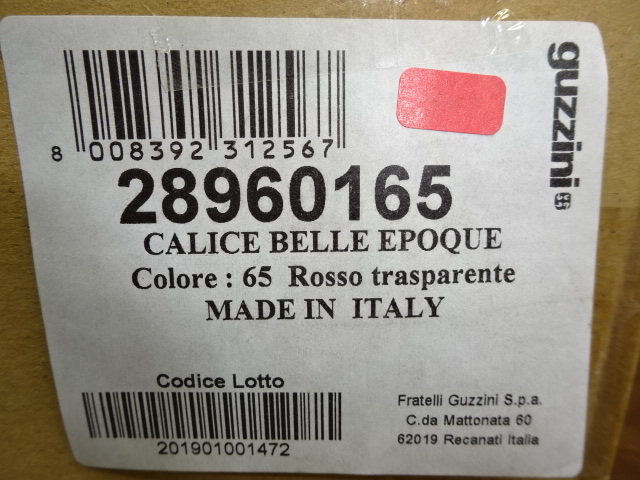 guzzini
8 008392 312567
28960165
CALICE BELLE EPOQUE
Colore : 65 Rosso trasparente
MADE IN ITALY
Codice Lotto
201901001472
Fratelli Guzzini S.p.a.
C.da Mattonata 60
62019 Recanati Italia